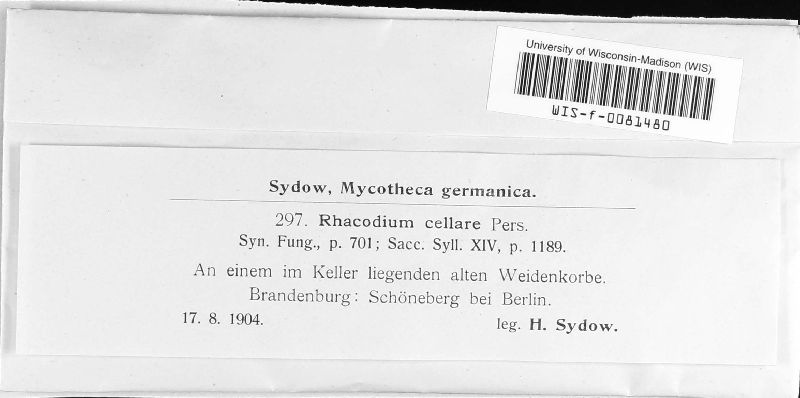 University of Wisconsin-Madison (WIS)
WIS-f-0081480
Sydow, Mycotheca germanica.
297. Rhacodium cellare Pers.
Syn. Fung., p. 701; Sacc. Syll. XIV, p. 1189.
An einem im Keller liegenden alten Weidenkorbe.
Brandenburg: Schöneberg bei Berlin.
17. 8. 1904. leg. H. Sydow.